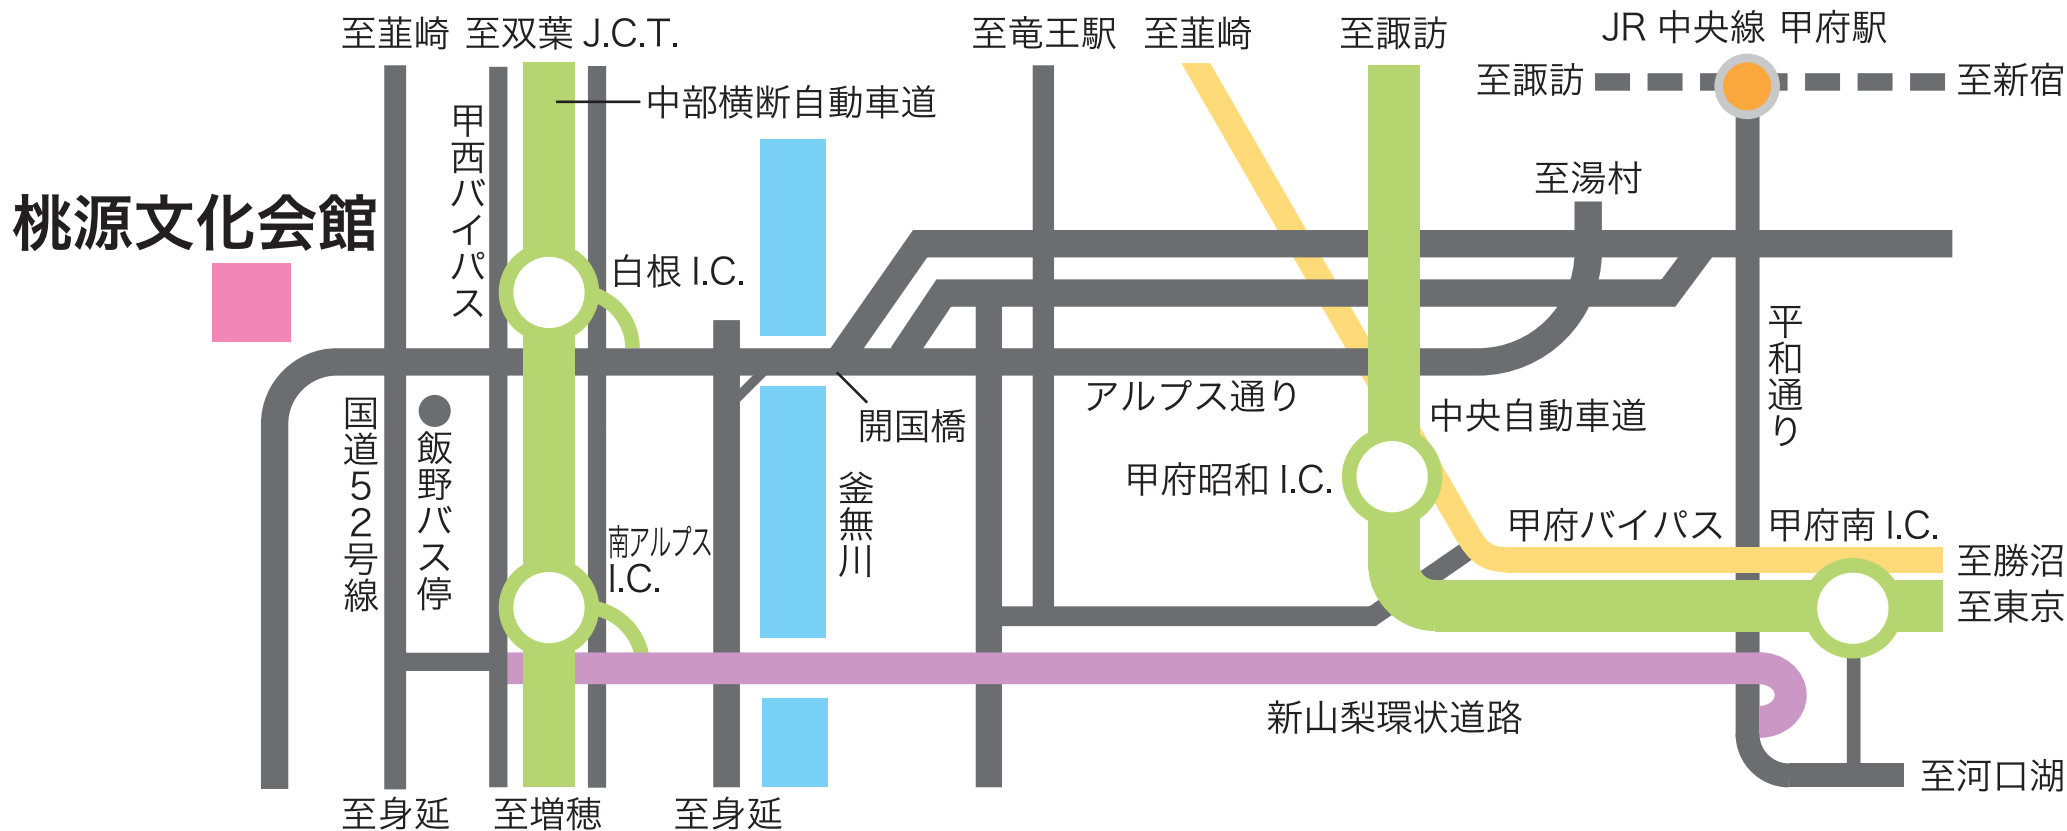 至韮崎
至双葉 J.C.T.
至竜王駅
至韮崎
至諏訪
JR 中央線 甲府駅
至諏訪
至新宿
中部横断自動車道
甲西バイパス
至湯村
桃源文化会館
白根 I.C.
平和通り
アルプス通り
開国橋
中央自動車道
国道52号線
飯野バス停
甲府昭和 I.C.
釜無川
南アルプス
I.C.
甲府バイパス
甲府南 I.C.
至勝沼
至東京
新山梨環状道路
至河口湖
至身延
至増穂
至身延